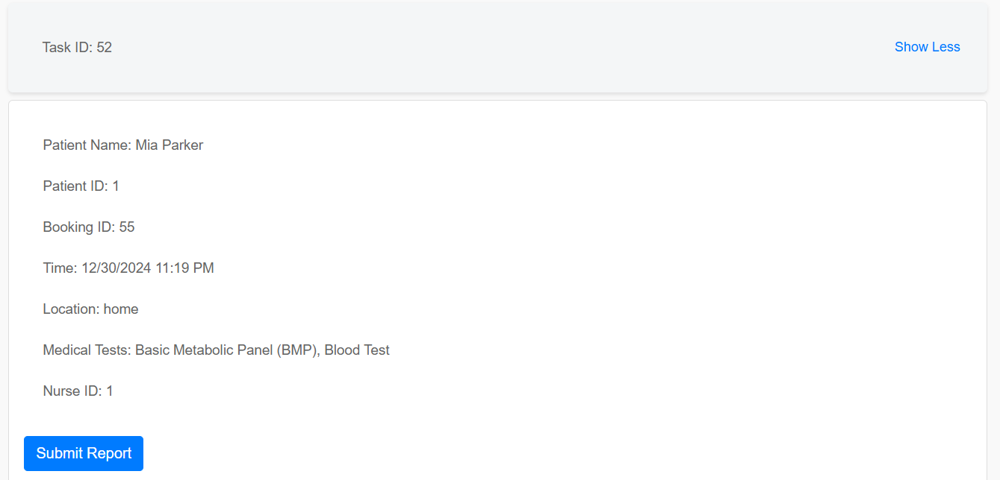 Task ID: 52
Show Less
Patient Name: Mia Parker
Patient ID: 1
Booking ID: 55
Time: 12/30/2024 11:19 PM
Location: home
Medical Tests: Basic Metabolic Panel (BMP), Blood Test
Nurse ID: 1
Submit Report